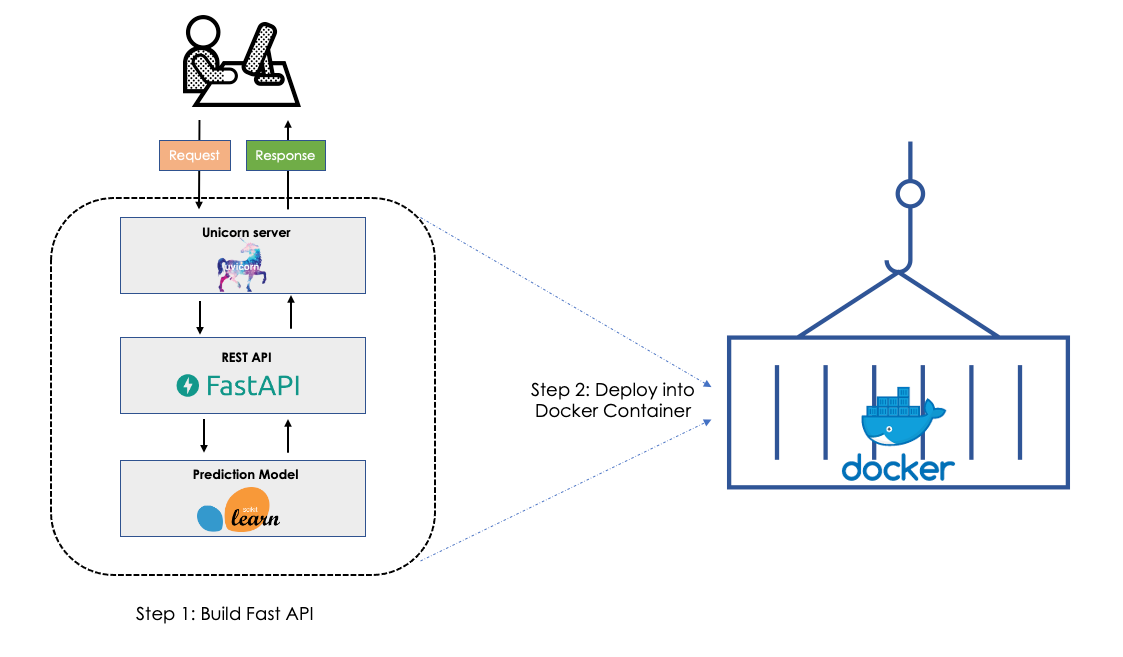 Request
Response
Unicorn server
uvicorn
REST API
FastAPI
Prediction Model
scikit
learn
Step 1: Build Fast API
Step 2: Deploy into
Docker Container
docker